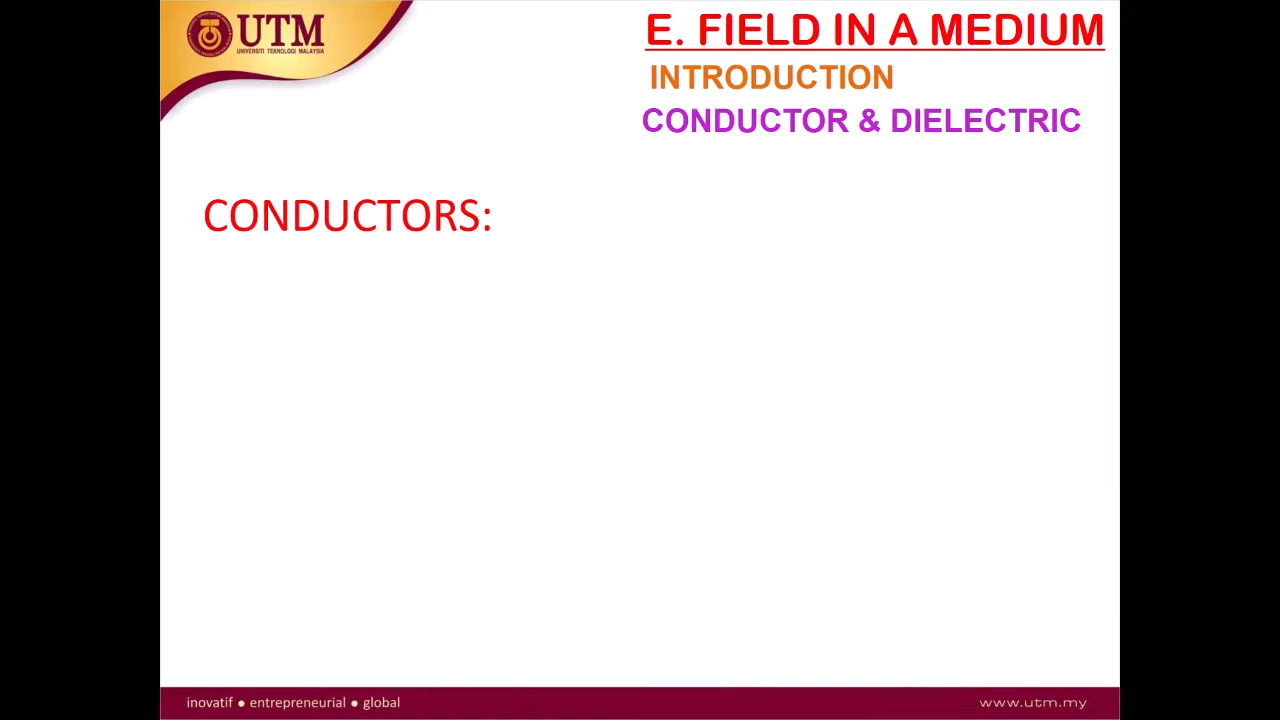 UTM
UNIVERSITI TEKNOLOGI MALAYSIA
E. FIELD IN A MEDIUM
INTRODUCTION
CONDUCTOR & DIELECTRIC
CONDUCTORS:
inovatif ● entrepreneurial ● global
www.utm.my